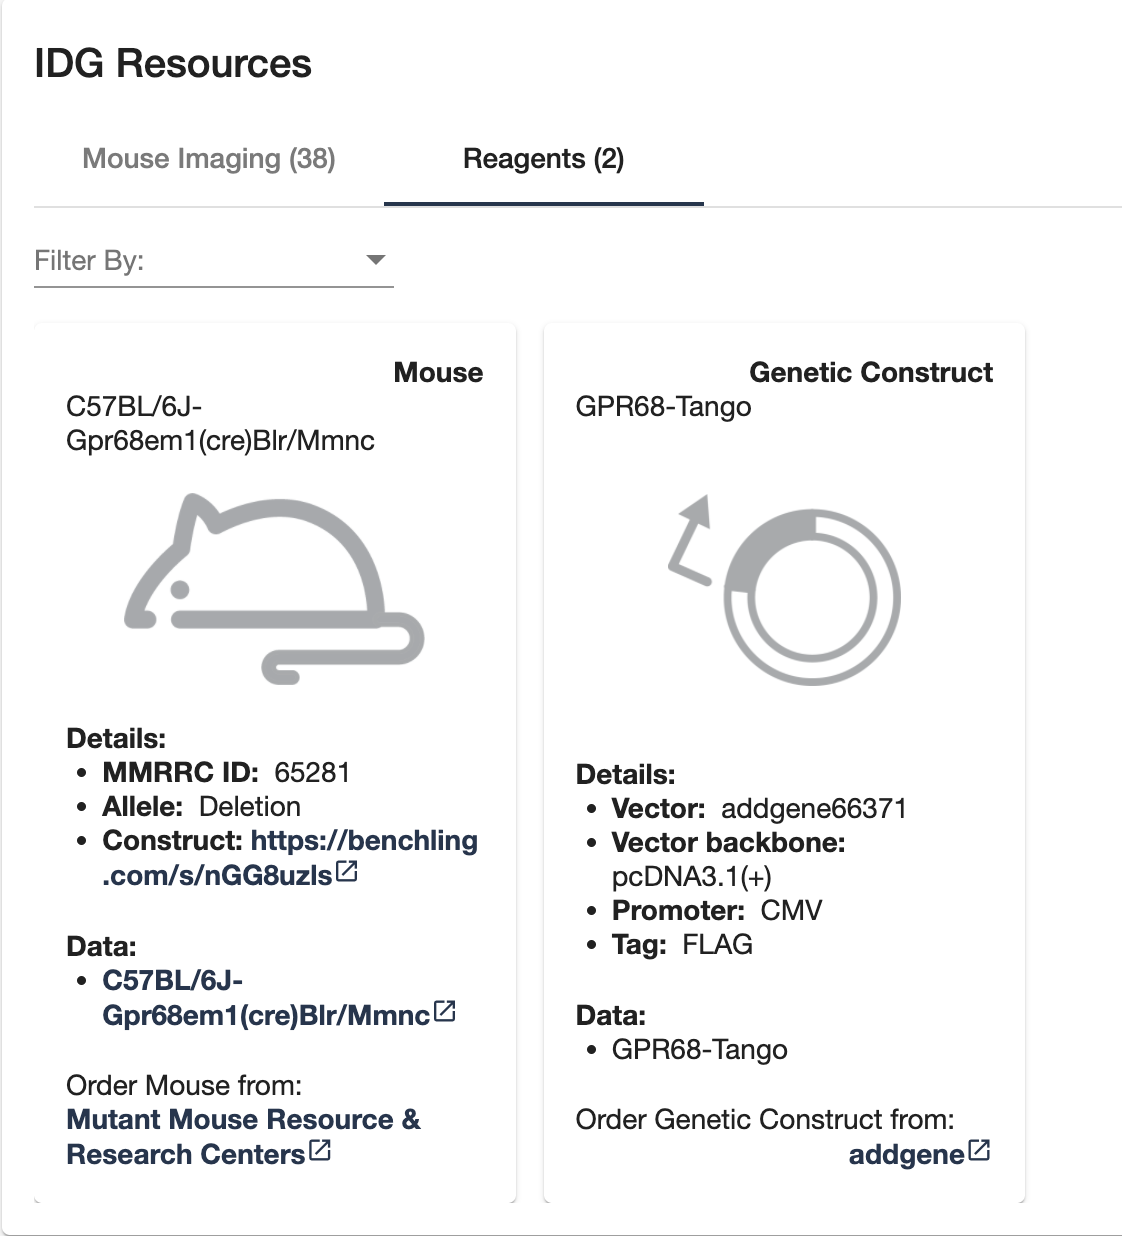 IDG Resources
Mouse Imaging (38)
Reagents (2)
Filter By:
Mouse
C57BL/6J-
Gpr68em1(cre)Blr/Mmnc
Details:
• MMRRC ID: 65281
• Allele: Deletion
• Construct: https://benchling
.com/s/nGG8uzls
Data:
• C57BL/6J-
Gpr68em1(cre)Blr/Mmnc
Order Mouse from:
Mutant Mouse Resource &
Research Centers
Genetic Construct
GPR68-Tango
Details:
• Vector: addgene66371
• Vector backbone:
pcDNA3.1(+)
• Promoter: CMV
• Tag: FLAG
Data:
• GPR68-Tango
Order Genetic Construct from:
addgene